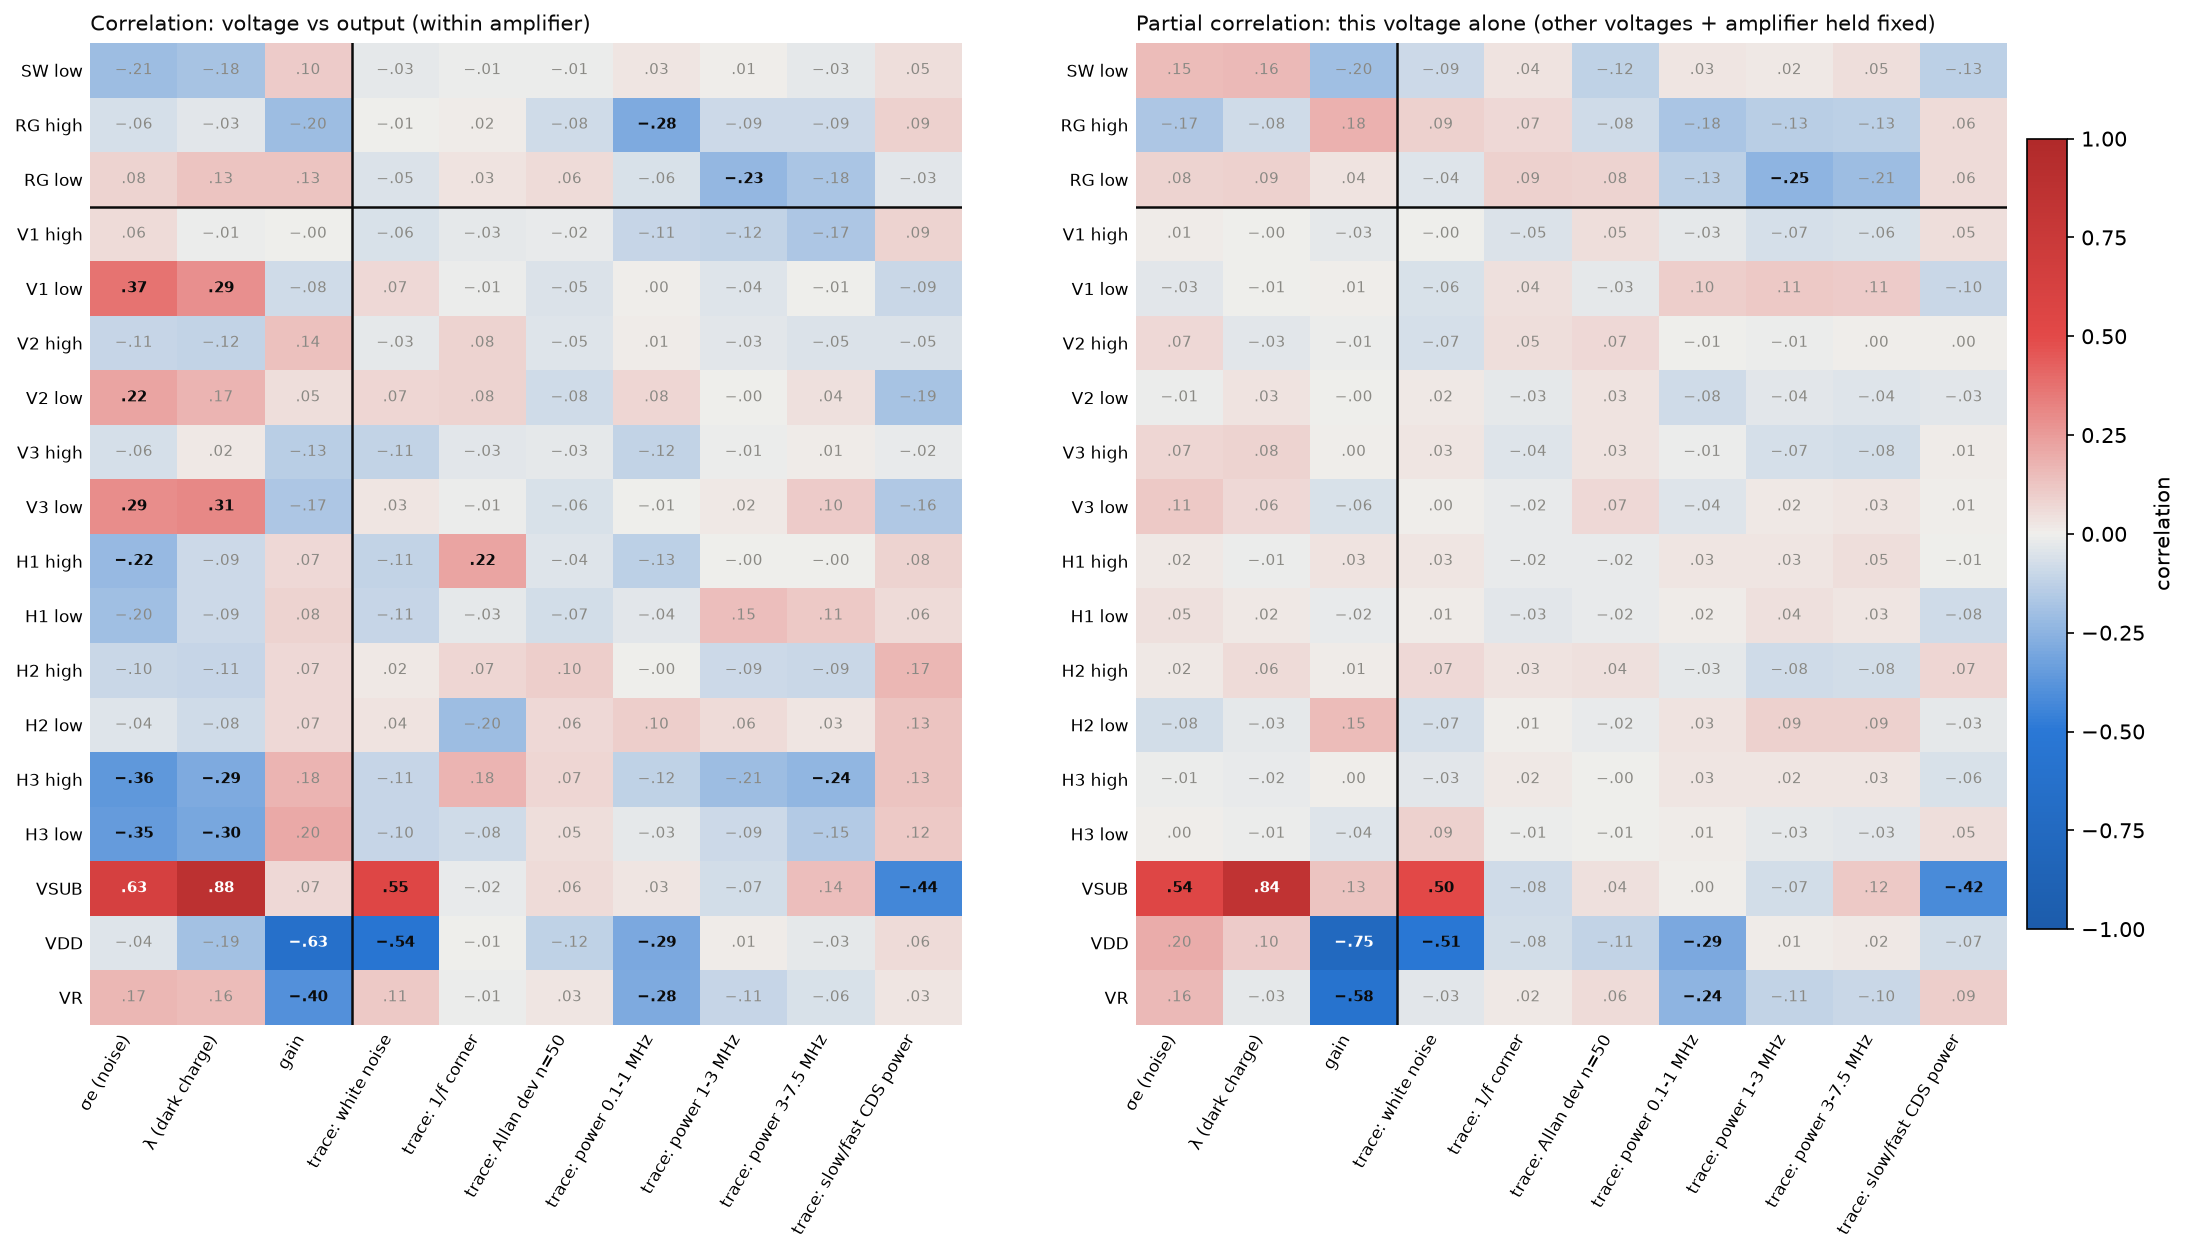 Correlation: voltage vs output (within amplifier)
SW low −.21 −.18 .10 −.03 −.01 −.01 .03 .01 −.03 .05
RG high −.06 −.03 −.20 −.01 .02 −.08 −.28 −.09 −.09 .09
RG low .08 .13 .13 −.05 .03 .06 −.06 −.23 −.18 −.03
V1 high .06 −.01 −.00 −.06 −.03 −.02 −.11 −.12 −.17 .09
V1 low .37 .29 −.08 .07 −.01 −.05 .00 −.04 −.01 −.09
V2 high −.11 −.12 .14 −.03 .08 −.05 .01 −.03 −.05 −.05
V2 low .22 .17 .05 .07 .08 −.08 .08 −.00 .04 −.19
V3 high −.06 .02 −.13 −.11 −.03 −.03 −.12 −.01 .01 −.02
V3 low .29 .31 −.17 .03 −.01 −.06 −.01 .02 .10 −.16
H1 high −.22 −.09 .07 −.11 .22 −.04 −.13 −.00 −.00 .08
H1 low −.20 −.09 .08 −.11 −.03 −.07 −.04 .15 .11 .06
H2 high −.10 −.11 .07 .02 .07 .10 −.00 −.09 −.09 .17
H2 low −.04 −.08 .07 .04 −.20 .06 .10 .06 .03 .13
H3 high −.36 −.29 .18 −.11 .18 .07 −.12 −.21 −.24 .13
H3 low −.35 −.30 .20 −.10 −.08 .05 −.03 −.09 −.15 .12
VSUB .63 .88 .07 .55 −.02 .06 .03 −.07 .14 −.44
VDD −.04 −.19 −.63 −.54 −.01 −.12 −.29 .01 −.03 .06
VR .17 .16 −.40 .11 −.01 .03 −.28 −.11 −.06 .03
σe (noise)
λ (dark charge)
gain
trace: white noise
trace: 1/f corner
trace: Allan dev n=50
trace: power 0.1-1 MHz
trace: power 1-3 MHz
trace: power 3-7.5 MHz
trace: slow/fast CDS power
Partial correlation: this voltage alone (other voltages + amplifier held fixed)
SW low .15 .16 −.20 −.09 .04 −.12 .03 .02 .05 −.13
RG high −.17 −.08 .18 .09 .07 −.08 −.18 −.13 −.13 .06
RG low .08 .09 .04 −.04 .09 .08 −.13 −.25 −.21 .06
V1 high .01 −.00 −.03 −.00 −.05 .05 −.03 −.07 −.06 .05
V1 low −.03 −.01 .01 −.06 .04 −.03 .10 .11 .11 −.10
V2 high .07 −.03 −.01 −.07 .05 .07 −.01 −.01 .00 .00
V2 low −.01 .03 −.00 .02 −.03 .03 −.08 −.04 −.04 −.03
V3 high .07 .08 .00 .03 −.04 .03 −.01 −.07 −.08 .01
V3 low .11 .06 −.06 .00 −.02 .07 −.04 .02 .03 .01
H1 high .02 −.01 .03 .03 −.02 −.02 .03 .03 .05 −.01
H1 low .05 .02 −.02 .01 −.03 −.02 .02 .04 .03 −.08
H2 high .02 .06 .01 .07 .03 .04 −.03 −.08 −.08 .07
H2 low −.08 −.03 .15 −.07 .01 −.02 .03 .09 .09 −.03
H3 high −.01 −.02 .00 −.03 .02 −.00 .03 .02 .03 −.06
H3 low .00 −.01 −.04 .09 −.01 −.01 .01 −.03 −.03 .05
VSUB .54 .84 .13 .50 −.08 .04 .00 −.07 .12 −.42
VDD .20 .10 −.75 −.51 −.08 −.11 −.29 .01 .02 −.07
VR .16 −.03 −.58 −.03 .02 .06 −.24 −.11 −.10 .09
σe (noise)
λ (dark charge)
gain
trace: white noise
trace: 1/f corner
trace: Allan dev n=50
trace: power 0.1-1 MHz
trace: power 1-3 MHz
trace: power 3-7.5 MHz
trace: slow/fast CDS power
1.00
0.75
0.50
0.25
0.00
−0.25
−0.50
−0.75
−1.00
correlation